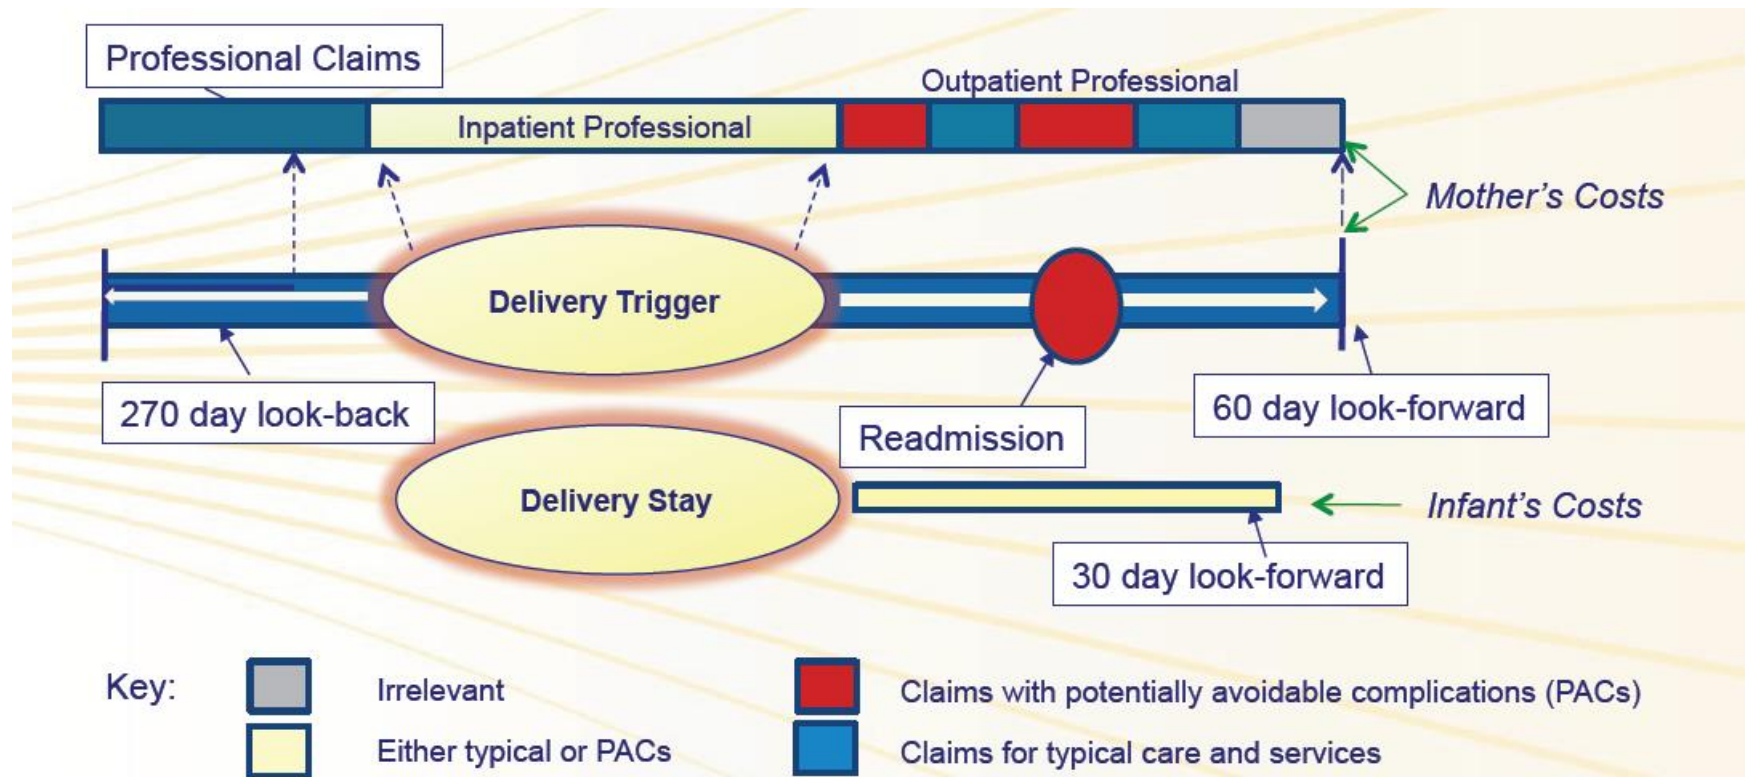 Professional Claims
Outpatient Professional
Inpatient Professional
Mother's Costs
Delivery Trigger
270 day look-back
60 day look-forward
Readmission
Delivery Stay
Infant's Costs
30 day look-forward
Key:
Irrelevant
Claims with potentially avoidable complications (PACs)
Either typical or PACs
Claims for typical care and services